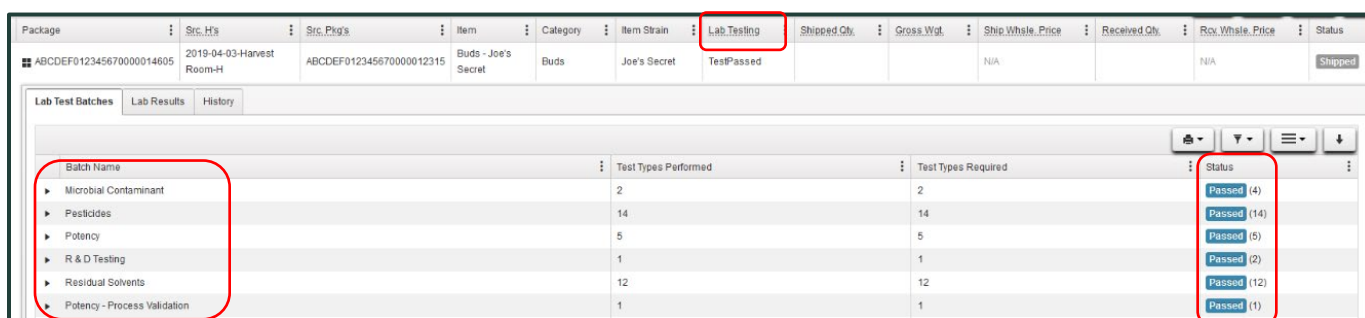 Package Src. H's Src. Pkg's Item Category Item Strain Lab Testing Shipped Qty. Gross Wgt. Ship Whsle. Price Received Qty. Rcv. Whsle. Price Status
ABCDEF012345670000014605 2019-04-03-Harvest Room-H ABCDEF012345670000012315 Buds - Joe's Secret Buds Joe's Secret TestPassed N/A N/A Shipped
Lab Test Batches Lab Results History
Batch Name Test Types Performed Test Types Required Status
Microbial Contaminant 2 2 Passed (4)
Pesticides 14 14 Passed (14)
Potency 5 5 Passed (5)
R & D Testing 1 1 Passed (2)
Residual Solvents 12 12 Passed (12)
Potency - Process Validation 1 1 Passed (1)